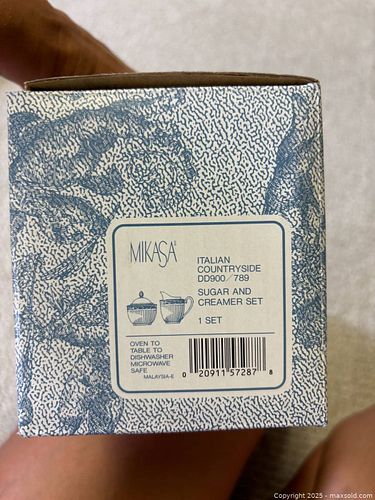 MIKASA®
ITALIAN
COUNTRYSIDE
DD900/789
SUGAR AND
CREAMER SET
1 SET
OVEN TO
TABLE TO
DISHWASHER
MICROWAVE
SAFE
MALAYSIA-E
0 20911 57287 8
Copyright 2025 - maxsold.com